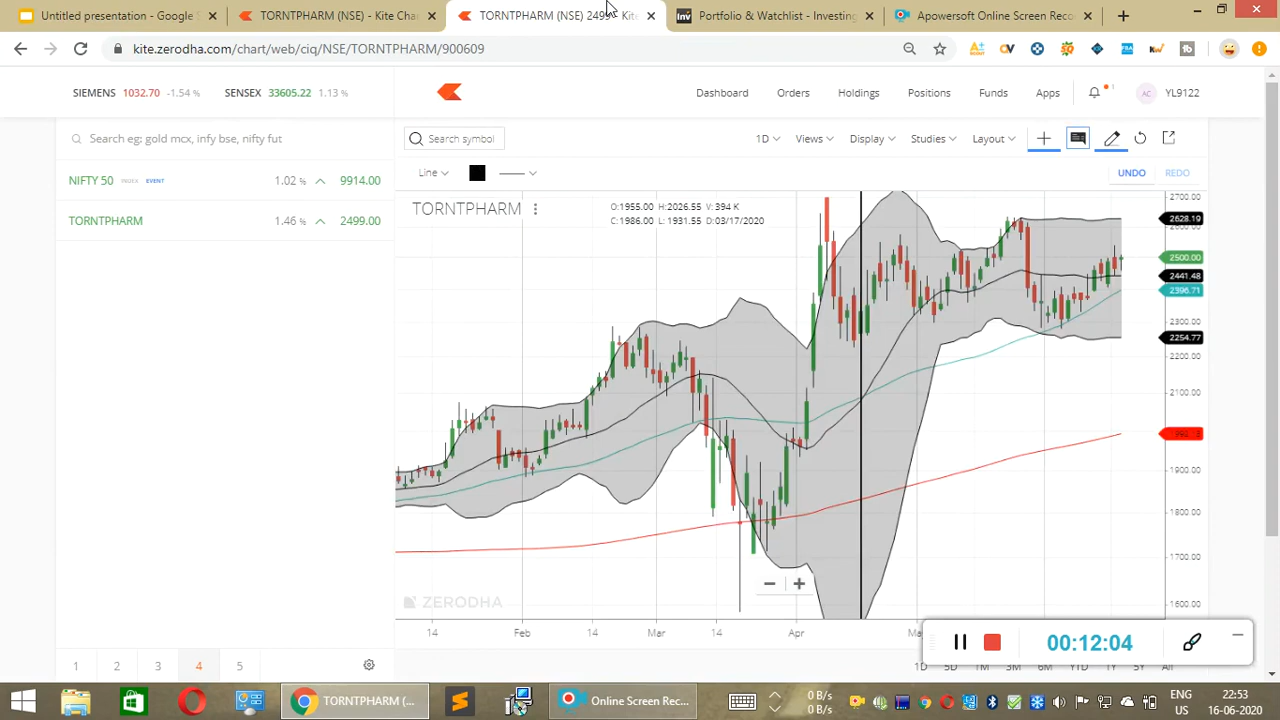 Untitled presentation - Google S
TORNTPHARM (NSE) - Kite Cha
TORNTPHARM (NSE) 249
Portfolio & Watchlist - Investing
Apowersoft Online Screen Reco
kite.zerodha.com/chart/web/ciq/NSE/TORNTPHARM/900609
SIEMENS 1032.70 -1.54 % SENSEX 33605.22 1.13 %
Dashboard Orders Holdings Positions Funds Apps AC YL9122
Search eg: gold mcx, infy bse, nifty fut
Search symbol 1D Views Display Studies Layout
NIFTY 50 INDEX EVENT 1.02 % 9914.00
Line UNDO REDO
TORNTPHARM 1.46 % 2499.00
TORNTPHARM
O:1955.00 H:2026.55 V:394 K
C:1986.00 L:1931.55 D:03/17/2020
2700.00
2628.19
2500.00
2441.48
2396.71
2300.00
2254.77
2200.00
2100.00
1900.00
1800.00
1700.00
1600.00
ZERODHA
14 Feb 14 Mar 14 Apr
1 2 3 4 5
00:12:04
1D 5D 1M 3M 6M YTD 1Y 5Y All
TORNTPHARM (...
Online Screen Rec...
0 B/s
0 B/s
ENG
US
22:53
16-06-2020